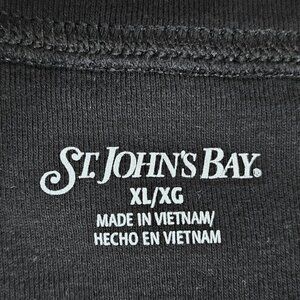 ST. JOHN'S BAY®
XL/XG
MADE IN VIETNAM/
HECHO EN VIETNAM